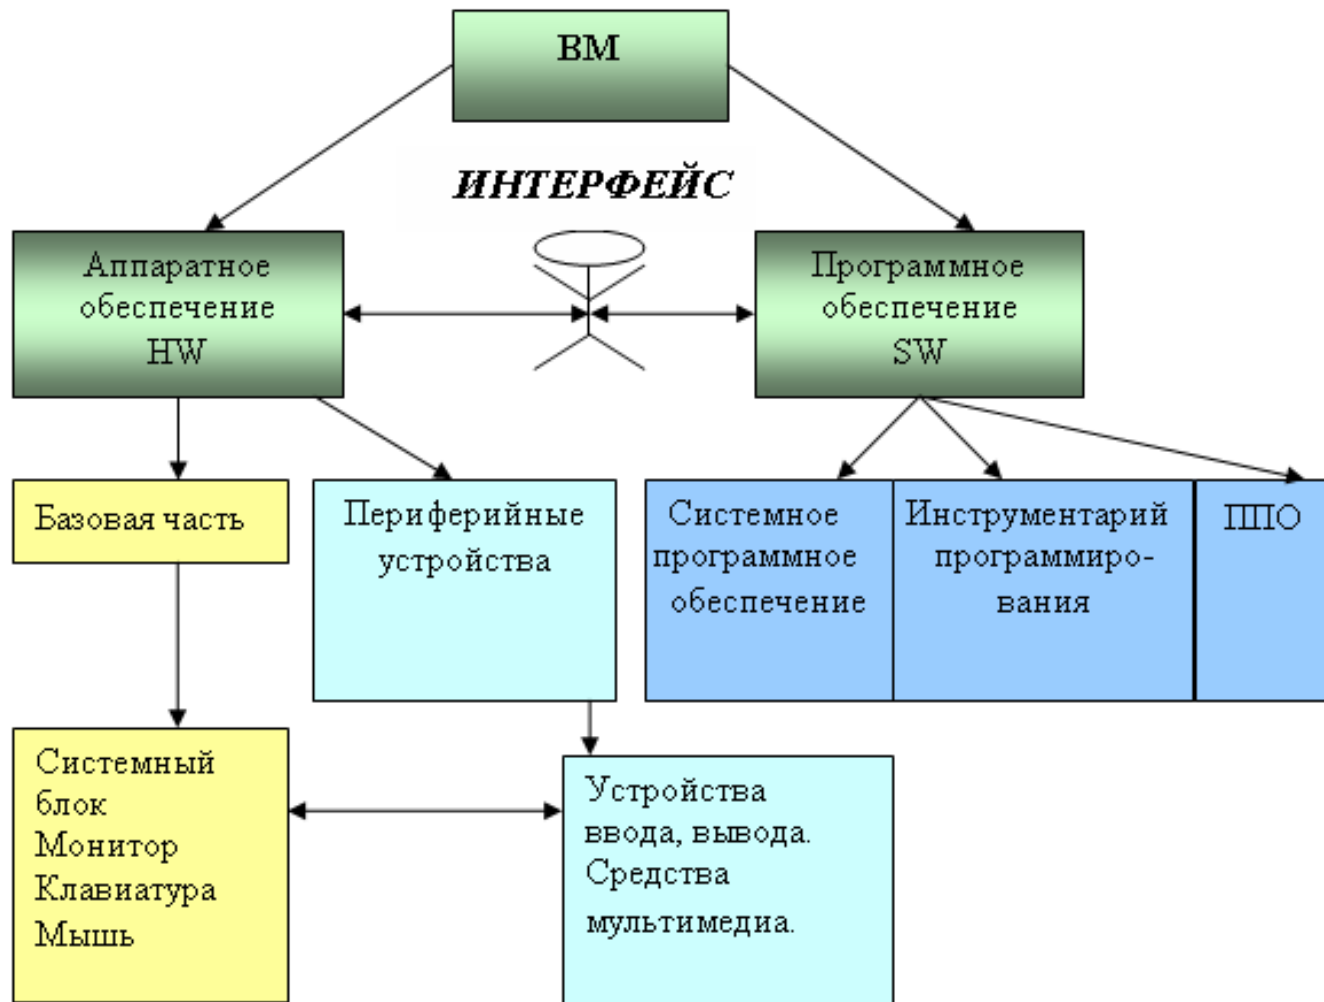 ВМ
ИНТЕРФЕЙС
Аппаратное
обеспечение
HW
Программное
обеспечение
SW
Базовая часть
Периферийные
устройства
Системное
программное
обеспечение
Инструментарий
программиро-
вания
ППО
Системный
блок
Монитор
Клавиатура
Мышь
Устройства
ввода, вывода.
Средства
мультимедиа.